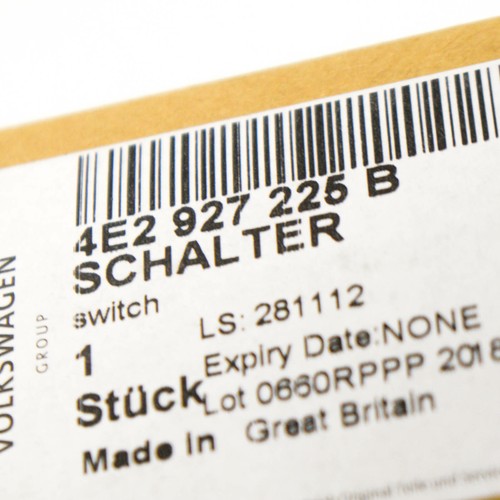 4E2 927 225 B
SCHALTER
switch
LS: 281112
1
Expiry Date:NONE
Stück
Lot 0660RPPP 2018
Made in Great Britain
VOLKSWAGEN
GROUP